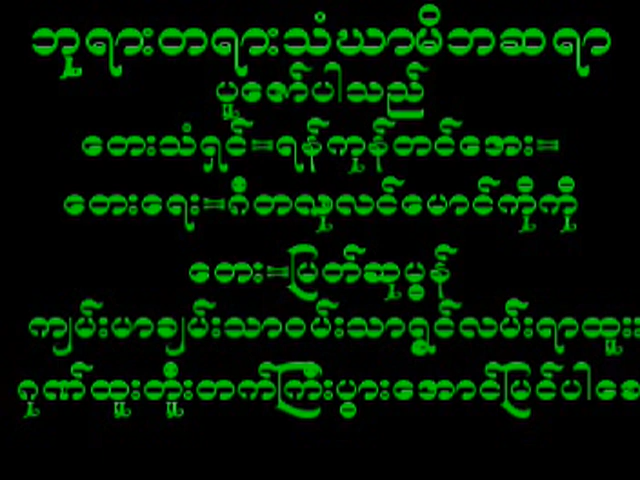 ဘုရားတရားသံဃာမိဘဆရာ
ပူဇော်ပါသည်
တေးသံရှင်=ရန်ကုန်တင်အေး=
တေးရေး=ဂီတလုလင်မောင်ကိုကို
တေး=မြတ်ဆုမွန်
ကျမ်းမာချမ်းသာဝမ်းသာရွှင်လမ်းရာထူး
ဂုဏ်ထူးတိုးတက်ကြီးပွားအောင်မြင်ပါစေ